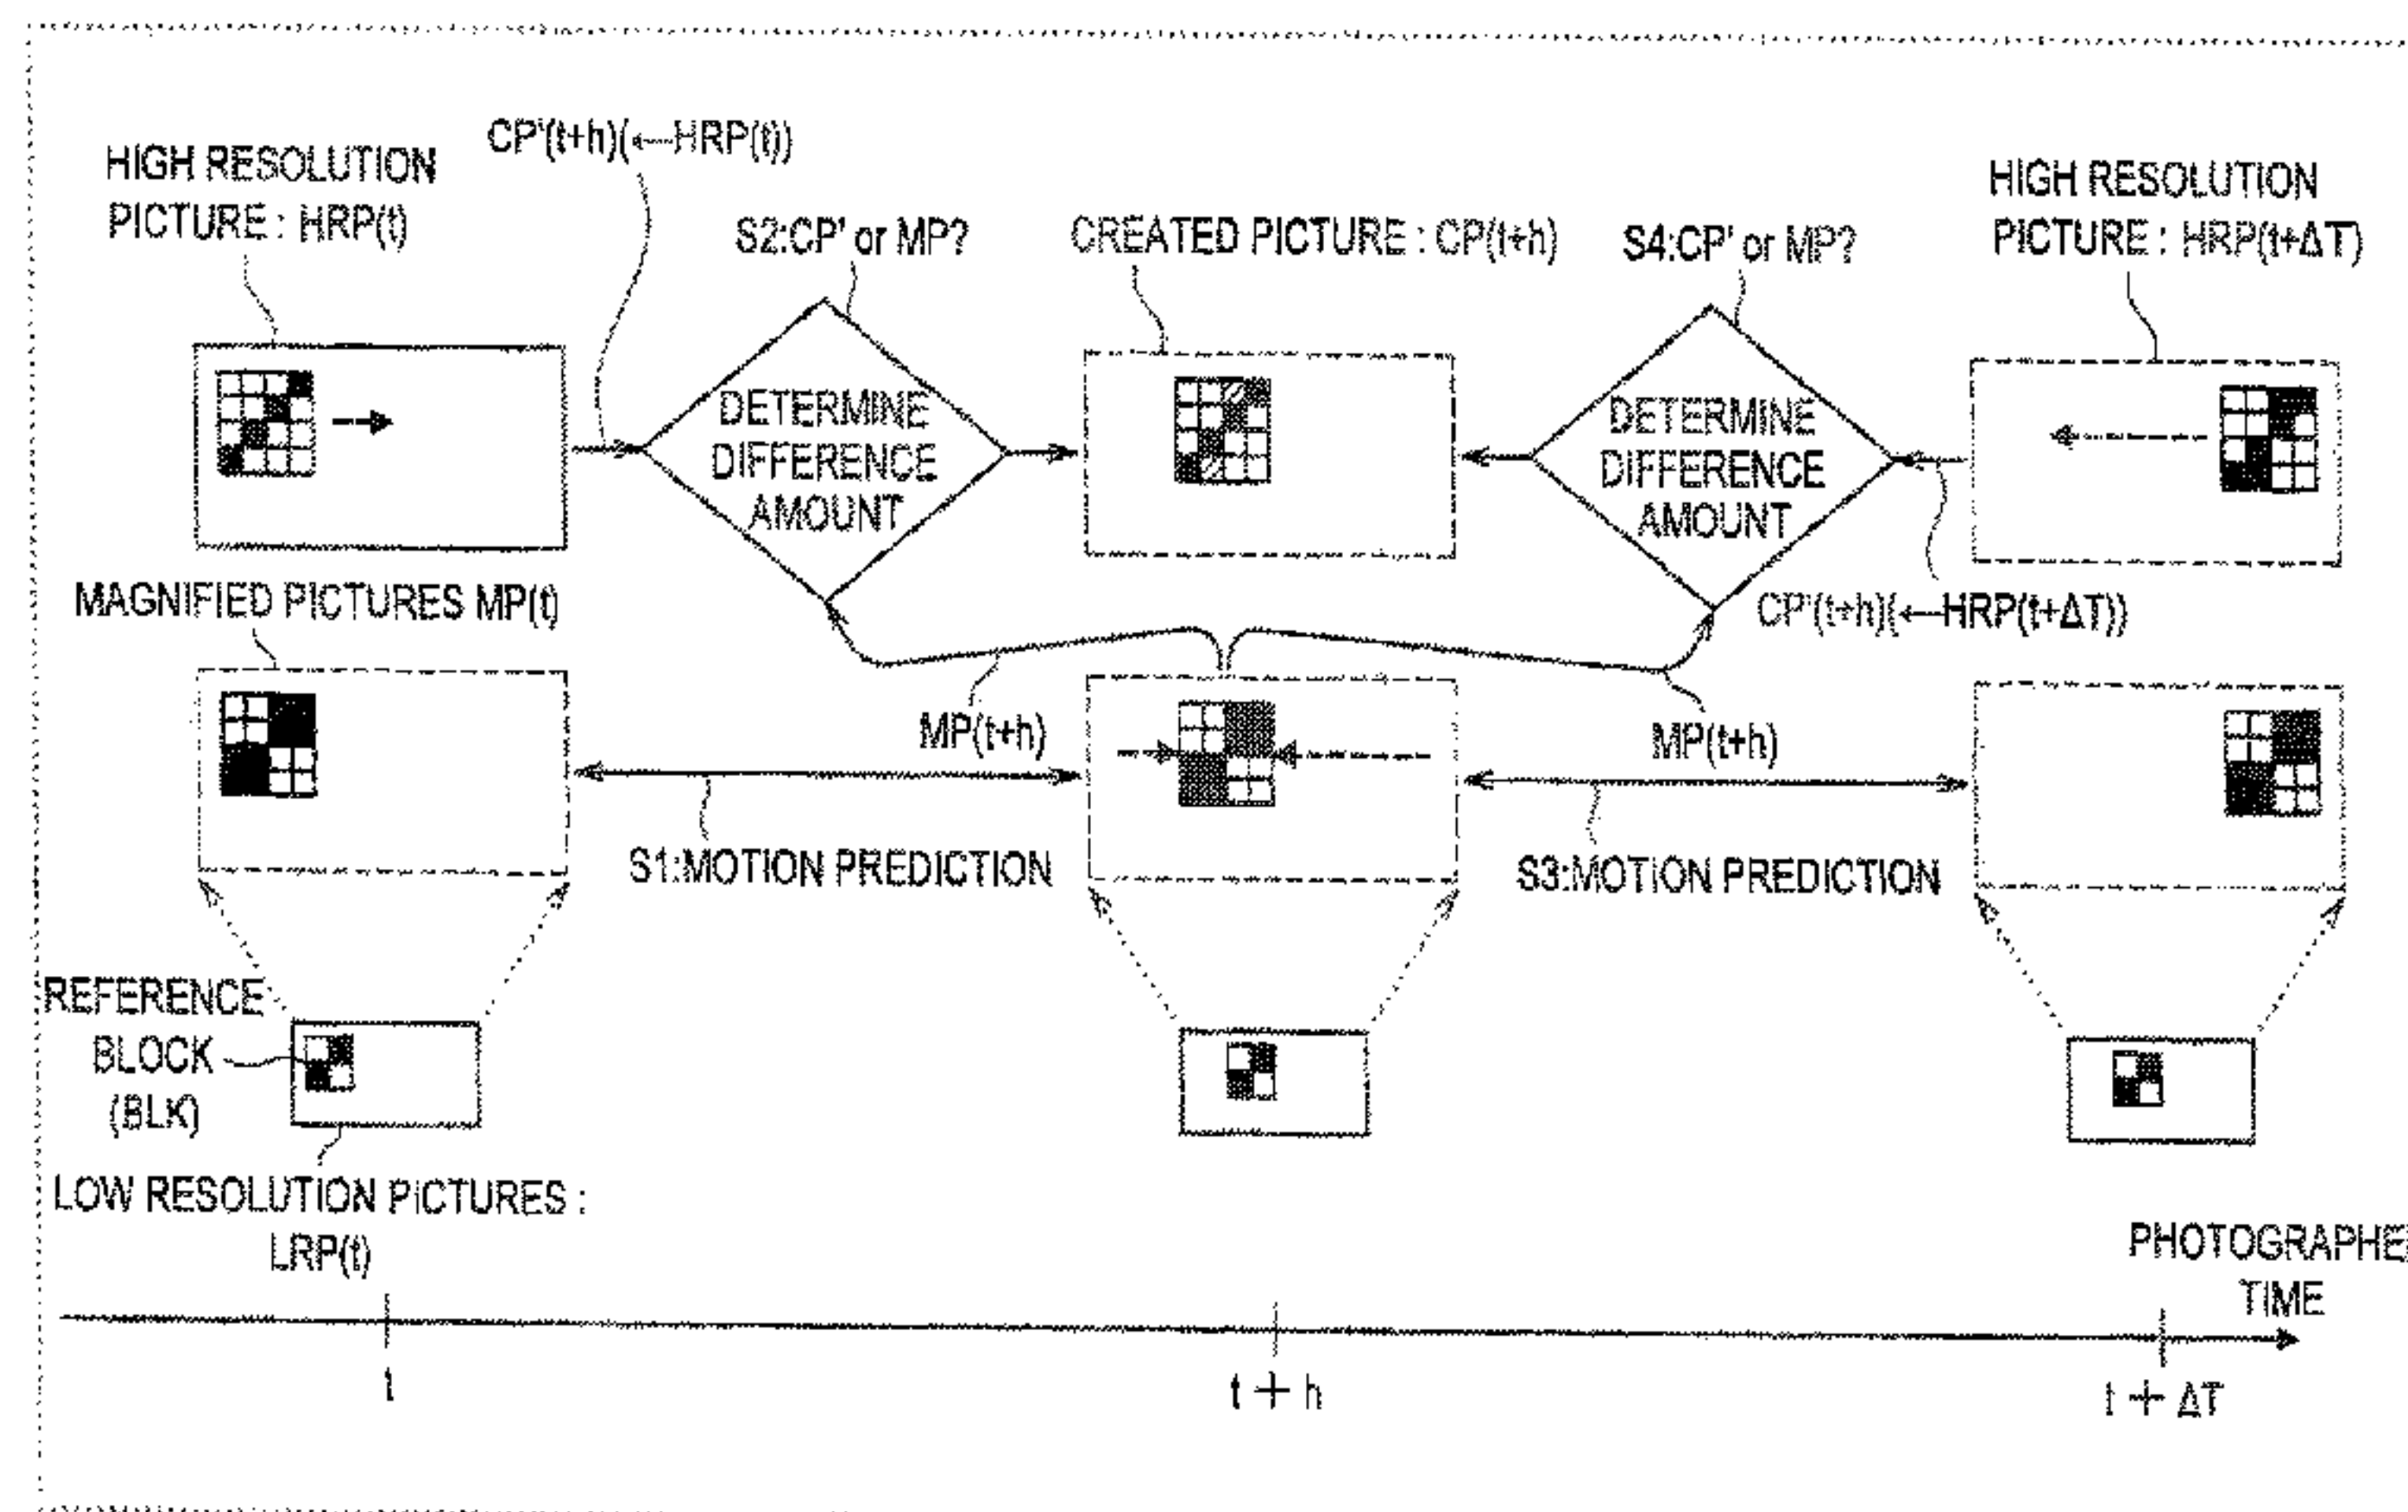 CP'(t+h)(←HRP(t))
HIGH RESOLUTION
PICTURE : HRP(t)
S2:CP' or MP?
CREATED PICTURE : CP(t+h)
S4:CP' or MP?
HIGH RESOLUTION
PICTURE : HRP(t+ΔT)
DETERMINE
DIFFERENCE
AMOUNT
DETERMINE
DIFFERENCE
AMOUNT
MAGNIFIED PICTURES MP(t)
CP'(t+h)(←HRP(t+ΔT))
MP(t+h)
MP(t+h)
S1:MOTION PREDICTION
S3:MOTION PREDICTION
REFERENCE
BLOCK
(BLK)
LOW RESOLUTION PICTURES :
LRP(t)
PHOTOGRAPHE
TIME
t
t + h
t + ΔT